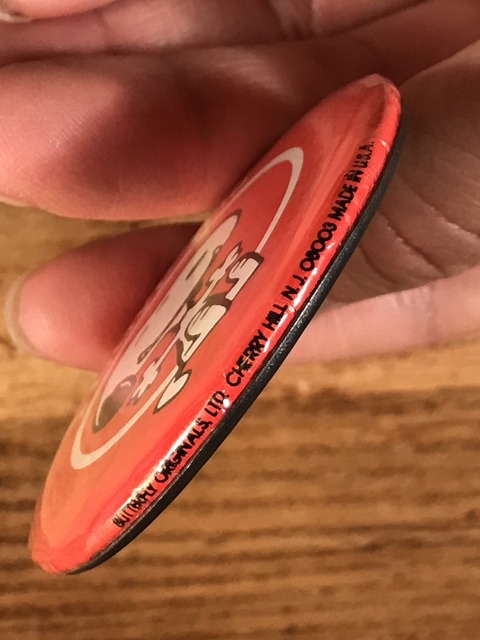 BUTTERFLY ORIGINALS, LTD. CHERRY HILL N.J. 08003 MADE IN U.S.A.